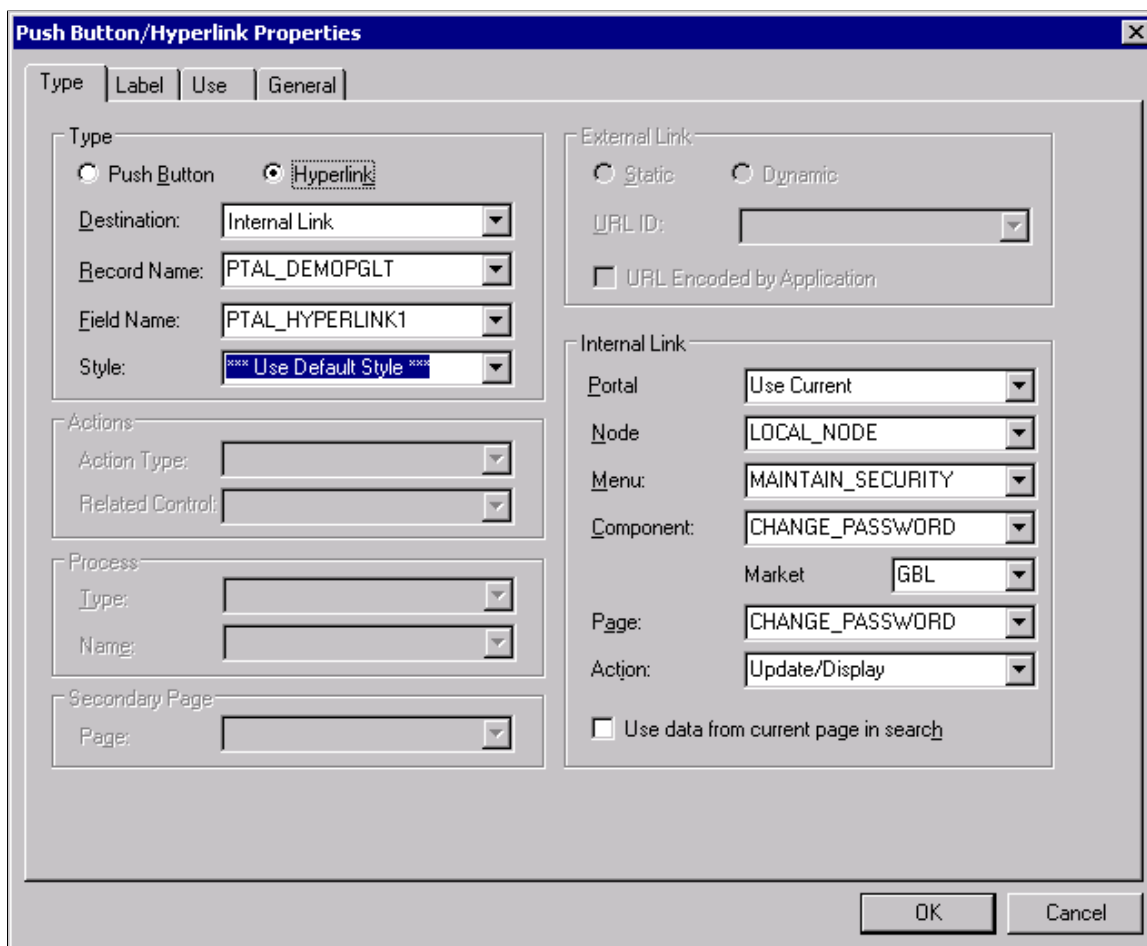 Push Button/Hyperlink Properties
Type Label Use General
Type
Push Button Hyperlink
Destination: Internal Link
Record Name: PTAL_DEMOPGLT
Field Name: PTAL_HYPERLINK1
Style: *** Use Default Style ***
Actions
Action Type:
Related Control:
Process
Type:
Name:
Secondary Page
Page:
External Link
Static Dynamic
URL ID:
URL Encoded by Application
Internal Link
Portal Use Current
Node LOCAL_NODE
Menu: MAINTAIN_SECURITY
Component: CHANGE_PASSWORD
Market GBL
Page: CHANGE_PASSWORD
Action: Update/Display
Use data from current page in search
OK Cancel